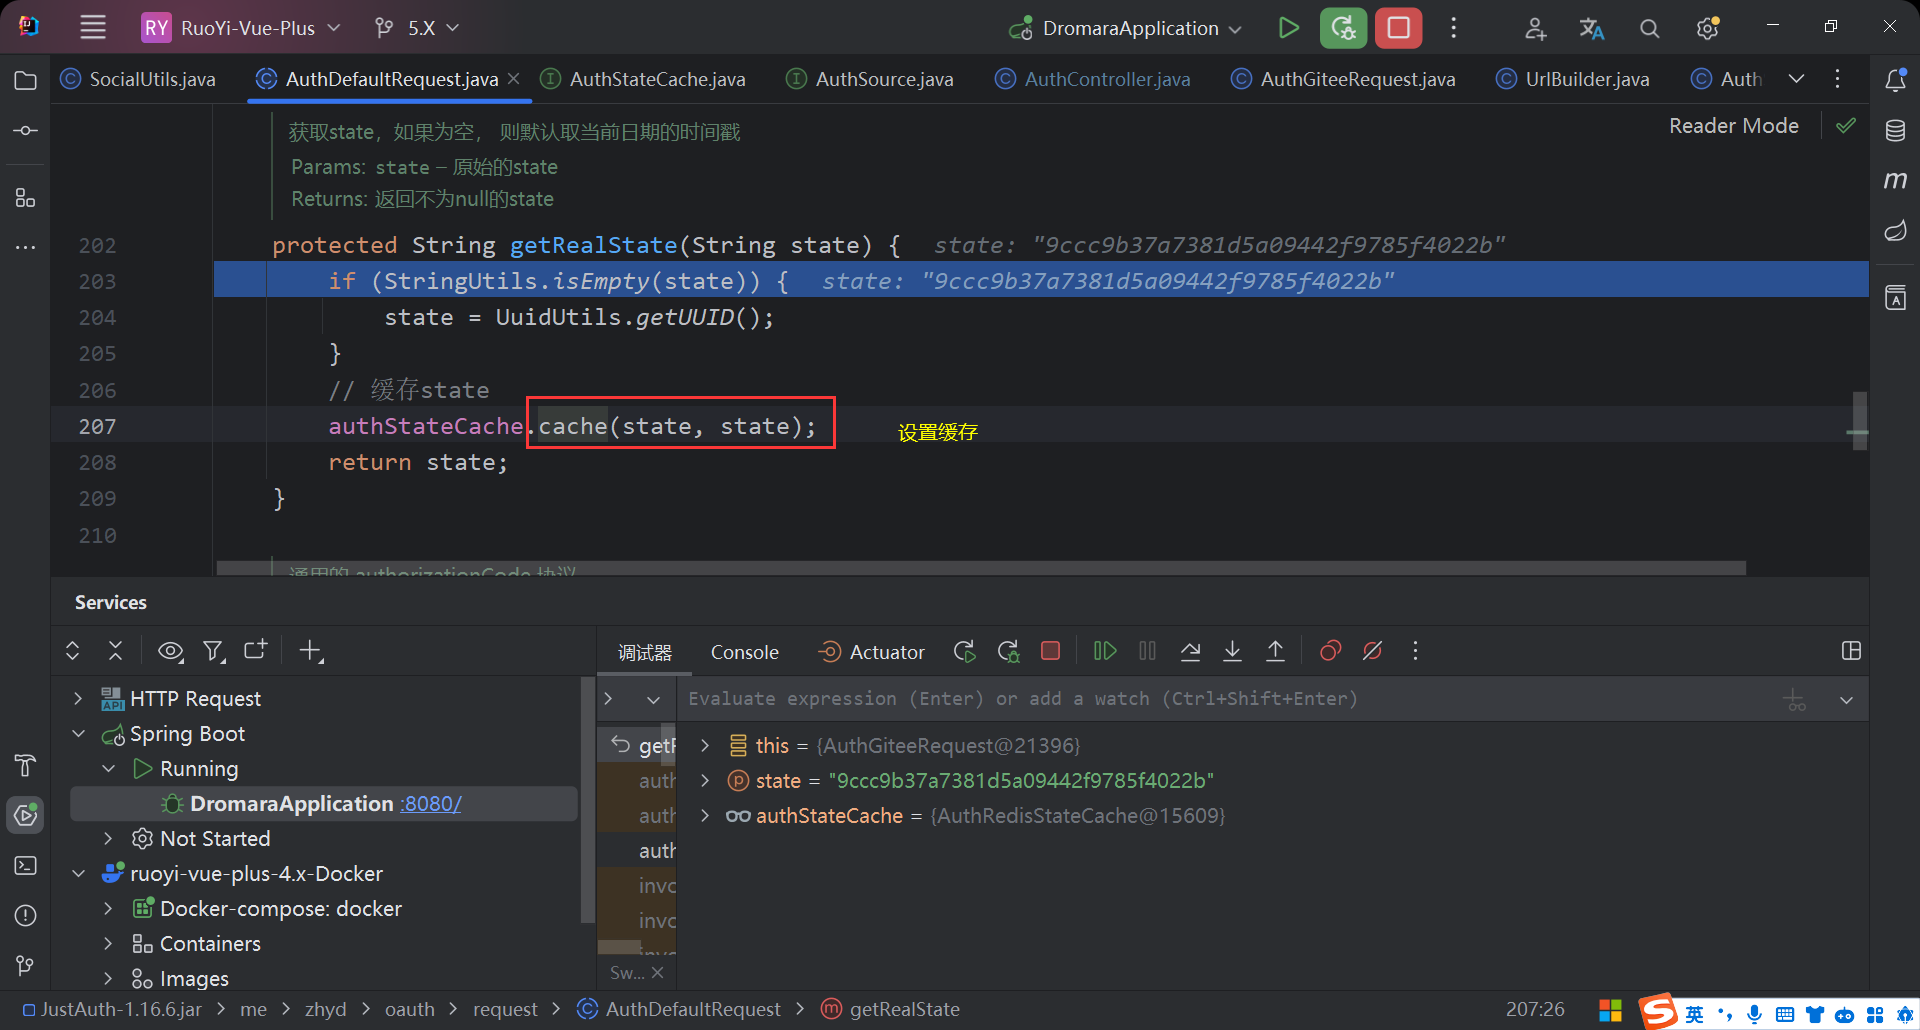 RY RuoYi-Vue-Plus 5.X DromaraApplication
SocialUtils.java AuthDefaultRequest.java AuthStateCache.java AuthSource.java AuthController.java AuthGiteeRequest.java UrlBuilder.java Auth
获取state，如果为空， 则默认取当前日期的时间戳
Reader Mode
Params: state – 原始的state
Returns: 返回不为null的state
202 protected String getRealState(String state) { state: "9ccc9b37a7381d5a09442f9785f4022b"
203 if (StringUtils.isEmpty(state)) { state: "9ccc9b37a7381d5a09442f9785f4022b"
204 state = UuidUtils.getUUID();
205 }
206 // 缓存state
207 authStateCache.cache(state, state); 设置缓存
208 return state;
209 }
210
通用的 authorizationCode 协议
Services
调试器 Console Actuator
Evaluate expression (Enter) or add a watch (Ctrl+Shift+Enter)
HTTP Request
Spring Boot
Running
DromaraApplication :8080/
Not Started
ruoyi-vue-plus-4.x-Docker
Docker-compose: docker
Containers
Images
auth
auth
auth
invo
invo
Sw...
this = {AuthGiteeRequest@21396}
state = "9ccc9b37a7381d5a09442f9785f4022b"
authStateCache = {AuthRedisStateCache@15609}
JustAuth-1.16.6.jar me zhyd oauth request AuthDefaultRequest getRealState 207:26 英